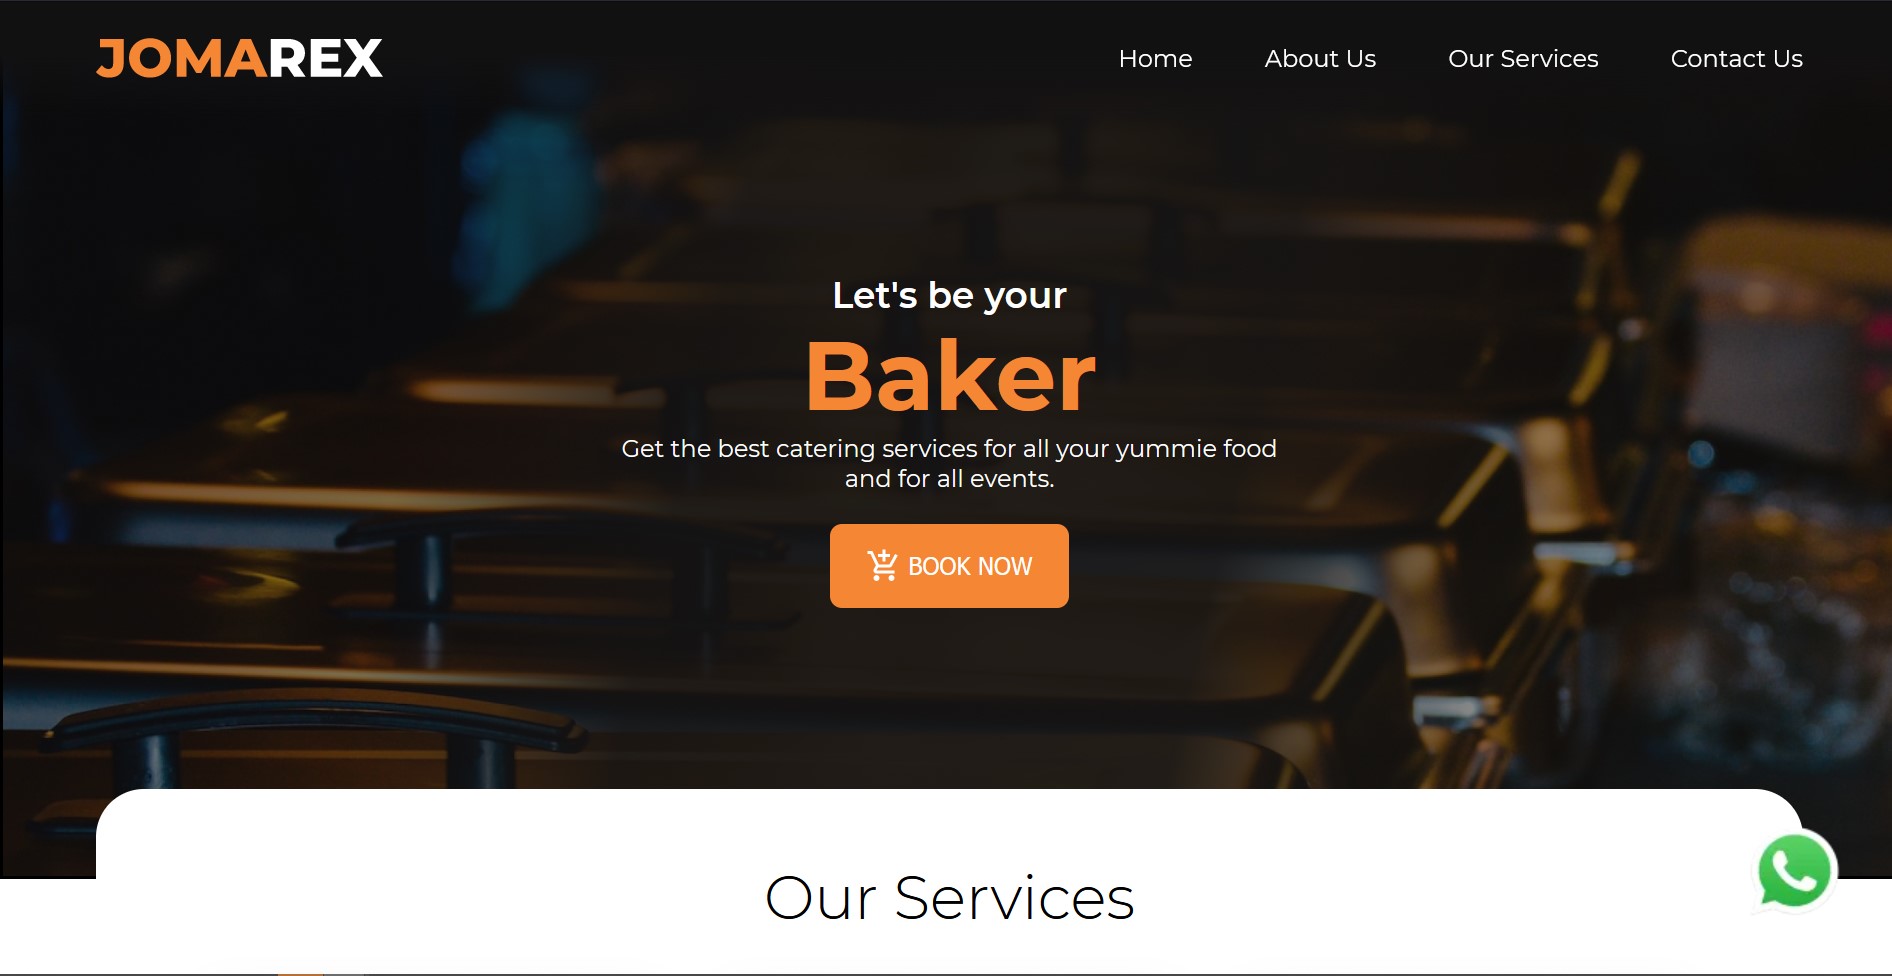 JOMAREX
Home About Us Our Services Contact Us
Let's be your
Baker
Get the best catering services for all your yummie food
and for all events.
BOOK NOW
Our Services